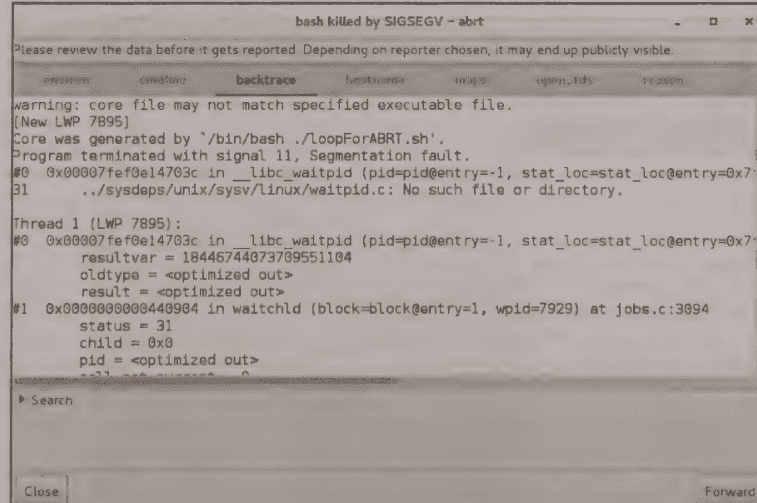 bash killed by SIGSEGV – abrt
Please review the data before it gets reported. Depending on reporter chosen, it may end up publicly visible.
backtrace hostname maps open_fds reason
warning: core file may not match specified executable file.
[New LWP 7895]
Core was generated by `/bin/bash ./loopForABRT.sh'.
Program terminated with signal 11, Segmentation fault.
#0 0x00007fef0e14703c in __libc_waitpid (pid=pid@entry=-1, stat_loc=stat_loc@entry=0x7
31 ../sysdeps/unix/sysv/linux/waitpid.c: No such file or directory.
Thread 1 (LWP 7895):
#0 0x00007fef0e14703c in __libc_waitpid (pid=pid@entry=-1, stat_loc=stat_loc@entry=0x7
resultvar = 18446744073709551104
oldtype = <optimized out>
result = <optimized out>
#1 0x0000000000440904 in waitchld (block=block@entry=1, wpid=7929) at jobs.c:3094
status = 31
child = 0x0
pid = <optimized out>
Search
Close
Forward